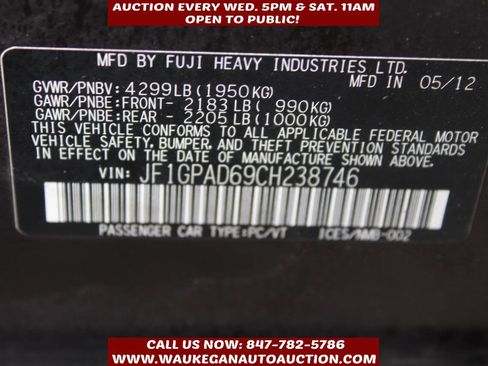 AUCTION EVERY WED. 5PM & SAT. 11AM
OPEN TO PUBLIC!
MFD BY FUJI HEAVY INDUSTRIES LTD.
MFD IN 05/12
GVWR/PNBV: 4299LB(1950KG)
GAWR/PNBE:FRONT- 2183 LB( 990KG)
GAWR/PNBE:REAR - 2205 LB(1000KG)
THIS VEHICLE CONFORMS TO ALL APPLICABLE FEDERAL MOTOR
VEHICLE SAFETY, BUMPER, AND THEFT PREVENTION STANDARDS
IN EFFECT ON THE DATE OF MANUFACTURE SHOWN ABOVE.
VIN: JF1GPAD69CH238746
PASSENGER CAR TYPE:PC/VT ICES/NMB-002
CALL US NOW: 847-782-5786
WWW.WAUKEGANAUTOAUCTION.COM